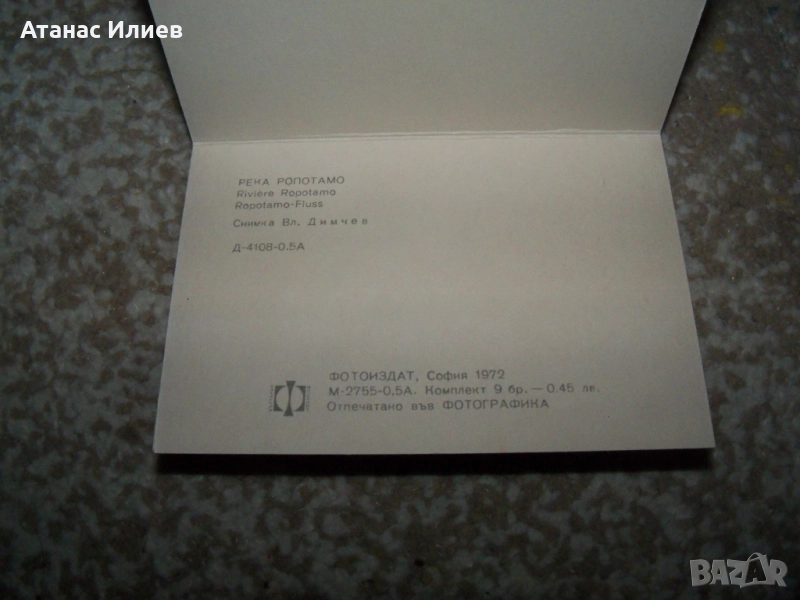 Атанас Илиев
РЕКА РОПОТАМО
Rivière Ropotamo
Ropotamo-Fluss
Снимка Вл. Димчев
Д-4108-0.5А
ФОТОИЗДАТ, София 1972
М-2755-0.5А. Комплект 9 бр. — 0.45 лв.
Отпечатано във ФОТОГРАФИКА
BAZAR